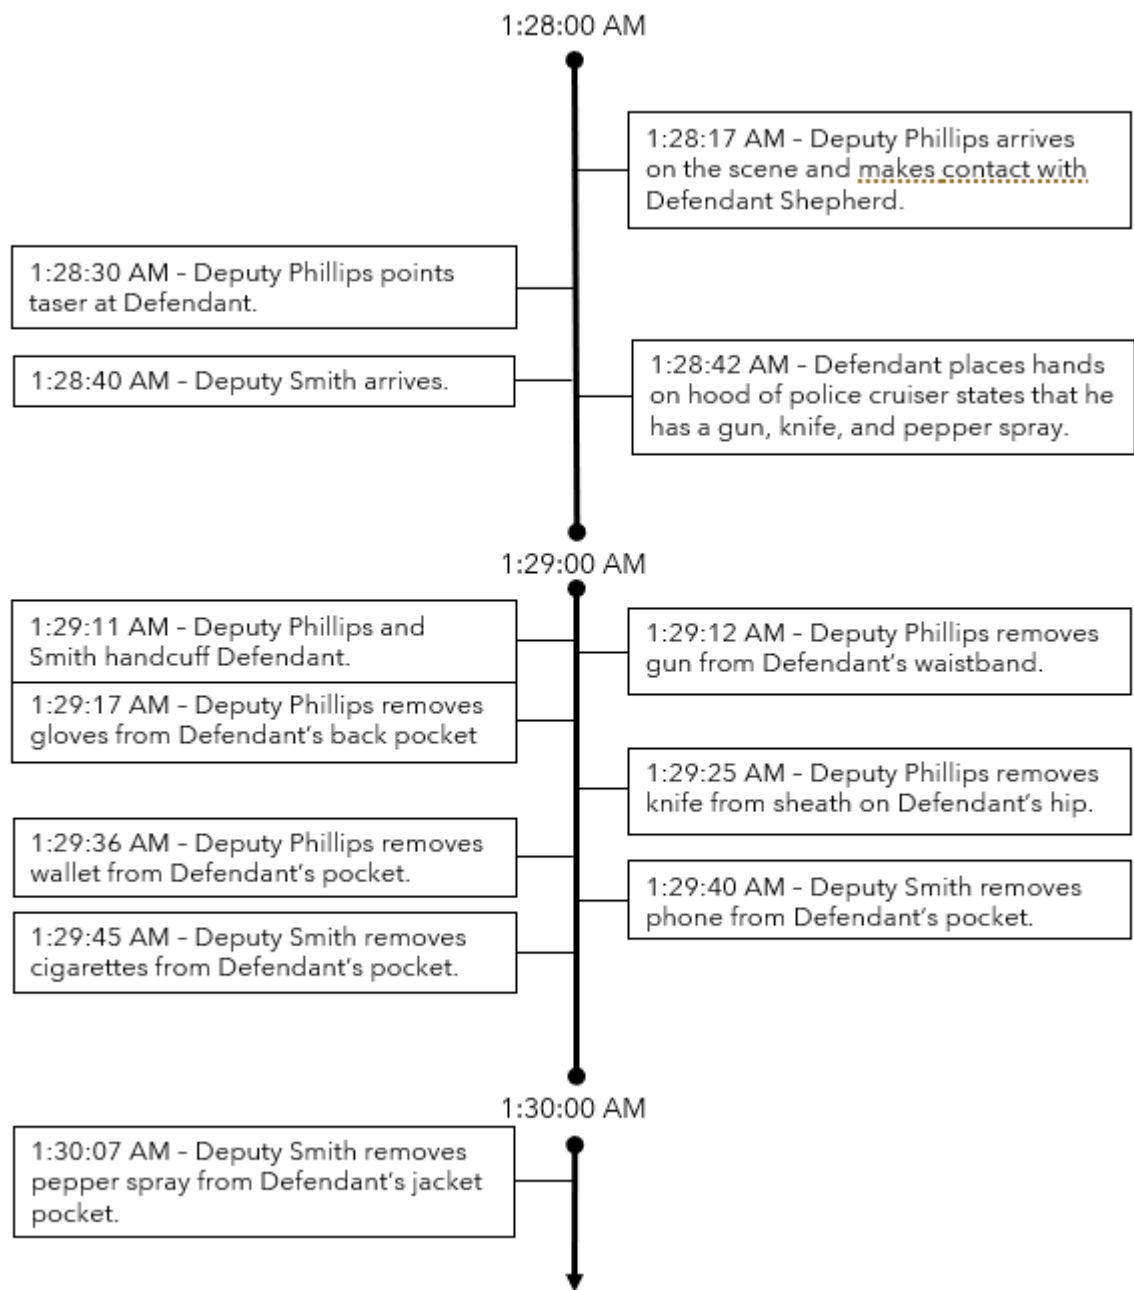 1:28:00 AM
1:28:17 AM – Deputy Phillips arrives
on the scene and makes contact with
Defendant Shepherd.
1:28:30 AM – Deputy Phillips points
taser at Defendant.
1:28:40 AM – Deputy Smith arrives.
1:28:42 AM – Defendant places hands
on hood of police cruiser states that he
has a gun, knife, and pepper spray.
1:29:00 AM
1:29:11 AM – Deputy Phillips and
Smith handcuff Defendant.
1:29:12 AM – Deputy Phillips removes
gun from Defendant’s waistband.
1:29:17 AM – Deputy Phillips removes
gloves from Defendant’s back pocket
1:29:25 AM – Deputy Phillips removes
knife from sheath on Defendant’s hip.
1:29:36 AM – Deputy Phillips removes
wallet from Defendant’s pocket.
1:29:40 AM – Deputy Smith removes
phone from Defendant’s pocket.
1:29:45 AM – Deputy Smith removes
cigarettes from Defendant’s pocket.
1:30:00 AM
1:30:07 AM – Deputy Smith removes
pepper spray from Defendant’s jacket
pocket.